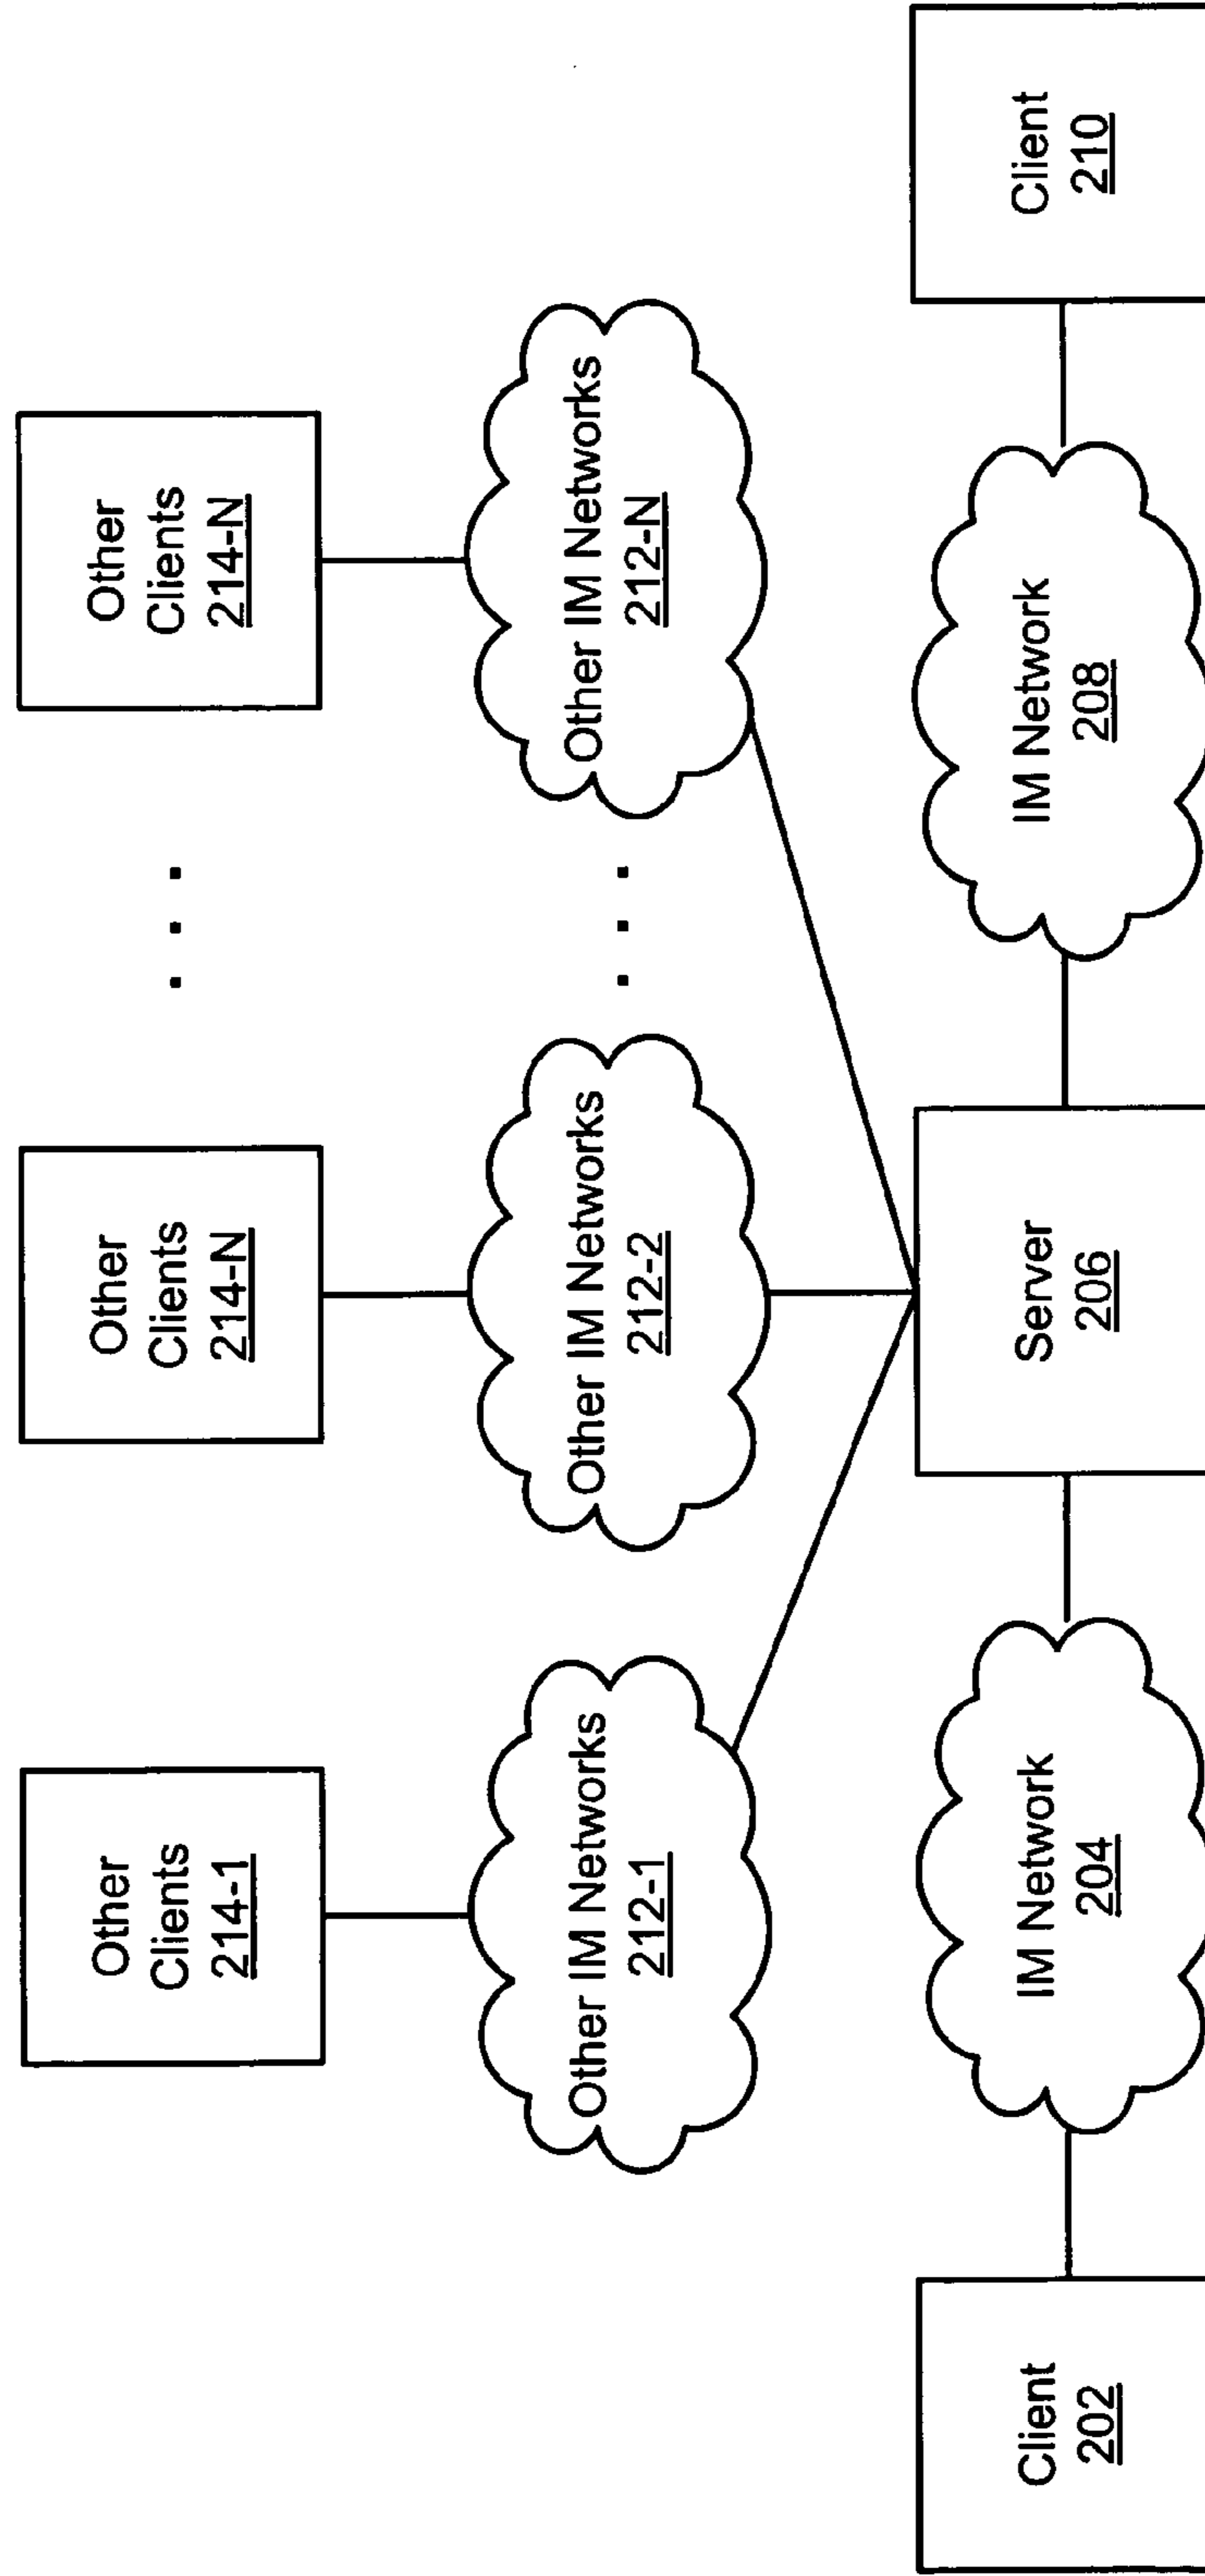 Other
Clients
214-1
Other
Clients
214-N
. . .
Other
Clients
214-N
Other IM Networks
212-1
Other IM Networks
212-2
. . .
Other IM Networks
212-N
Client
202
IM Network
204
Server
206
IM Network
208
Client
210